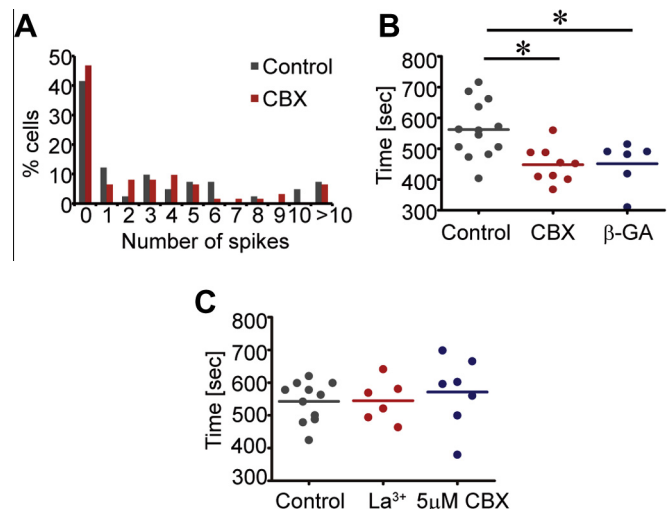 A
50
40
30
20
10
0
% cells
Control
CBX
0 1 2 3 4 5 6 7 8 9 10 >10
Number of spikes
B
*
*
800
700
600
500
400
300
Time [sec]
Control CBX β-GA
C
800
700
600
500
400
300
Time [sec]
Control La³⁺ 5µM CBX